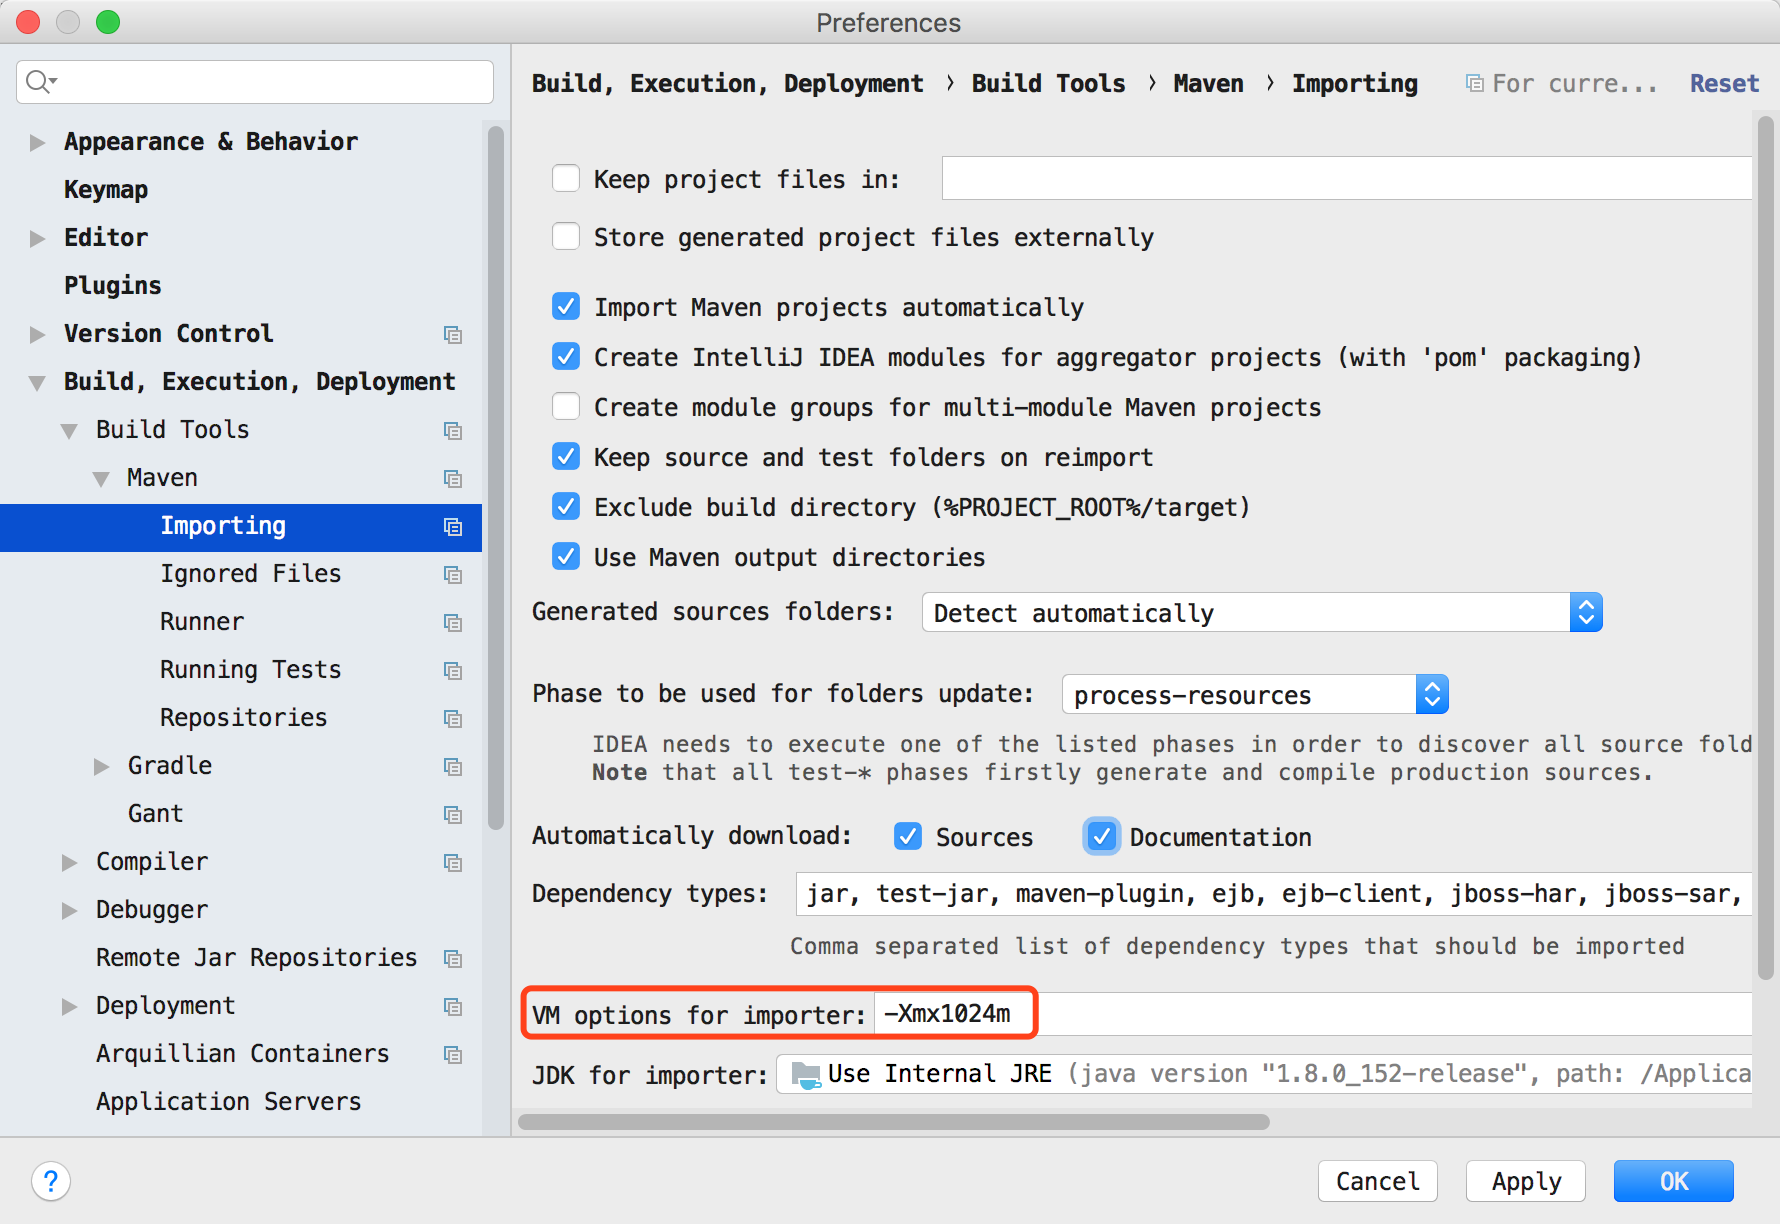 Preferences
Appearance & Behavior
Keymap
Editor
Plugins
Version Control
Build, Execution, Deployment
Build Tools
Maven
Importing
Ignored Files
Runner
Running Tests
Repositories
Gradle
Gant
Compiler
Debugger
Remote Jar Repositories
Deployment
Arquillian Containers
Application Servers
Build, Execution, Deployment › Build Tools › Maven › Importing For curre... Reset
Keep project files in:
Store generated project files externally
Import Maven projects automatically
Create IntelliJ IDEA modules for aggregator projects (with 'pom' packaging)
Create module groups for multi-module Maven projects
Keep source and test folders on reimport
Exclude build directory (%PROJECT_ROOT%/target)
Use Maven output directories
Generated sources folders: Detect automatically
Phase to be used for folders update: process-resources
IDEA needs to execute one of the listed phases in order to discover all source fold
Note that all test-* phases firstly generate and compile production sources.
Automatically download: Sources Documentation
Dependency types: jar, test-jar, maven-plugin, ejb, ejb-client, jboss-har, jboss-sar,
Comma separated list of dependency types that should be imported
VM options for importer: -Xmx1024m
JDK for importer: Use Internal JRE (java version "1.8.0_152-release", path: /Applica
? Cancel Apply OK